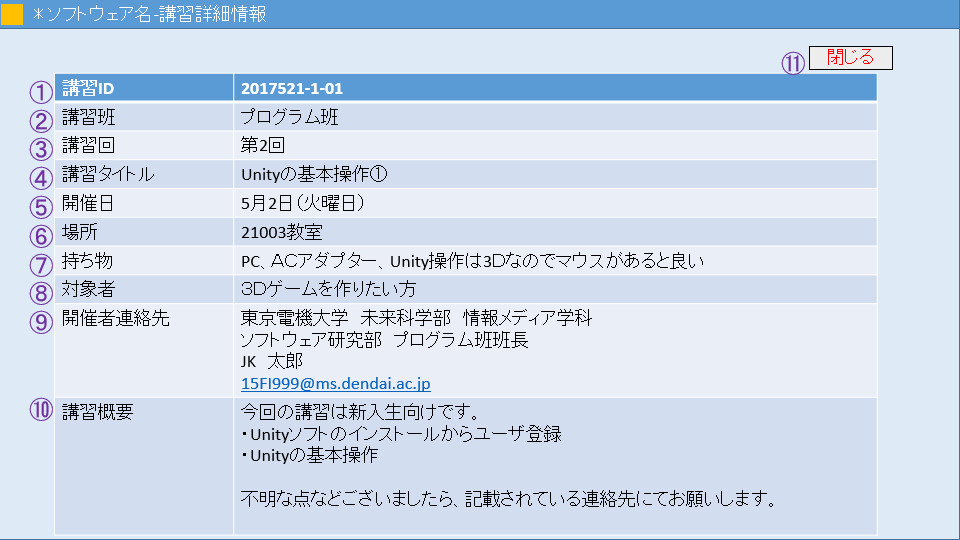 ＊ソフトウェア名-講習詳細情報
⑪ 閉じる
① 講習ID 2017521-1-01
② 講習班 プログラム班
③ 講習回 第2回
④ 講習タイトル Unityの基本操作①
⑤ 開催日 5月2日（火曜日）
⑥ 場所 21003教室
⑦ 持ち物 PC、ACアダプター、Unity操作は3Dなのでマウスがあると良い
⑧ 対象者 3Dゲームを作りたい方
⑨ 開催者連絡先 東京電機大学　未来科学部　情報メディア学科
ソフトウェア研究部　プログラム班班長
JK　太郎
15FI999@ms.dendai.ac.jp
⑩ 講習概要 今回の講習は新入生向けです。
・Unityソフトのインストールからユーザ登録
・Unityの基本操作
不明な点などございましたら、記載されている連絡先にてお願いします。